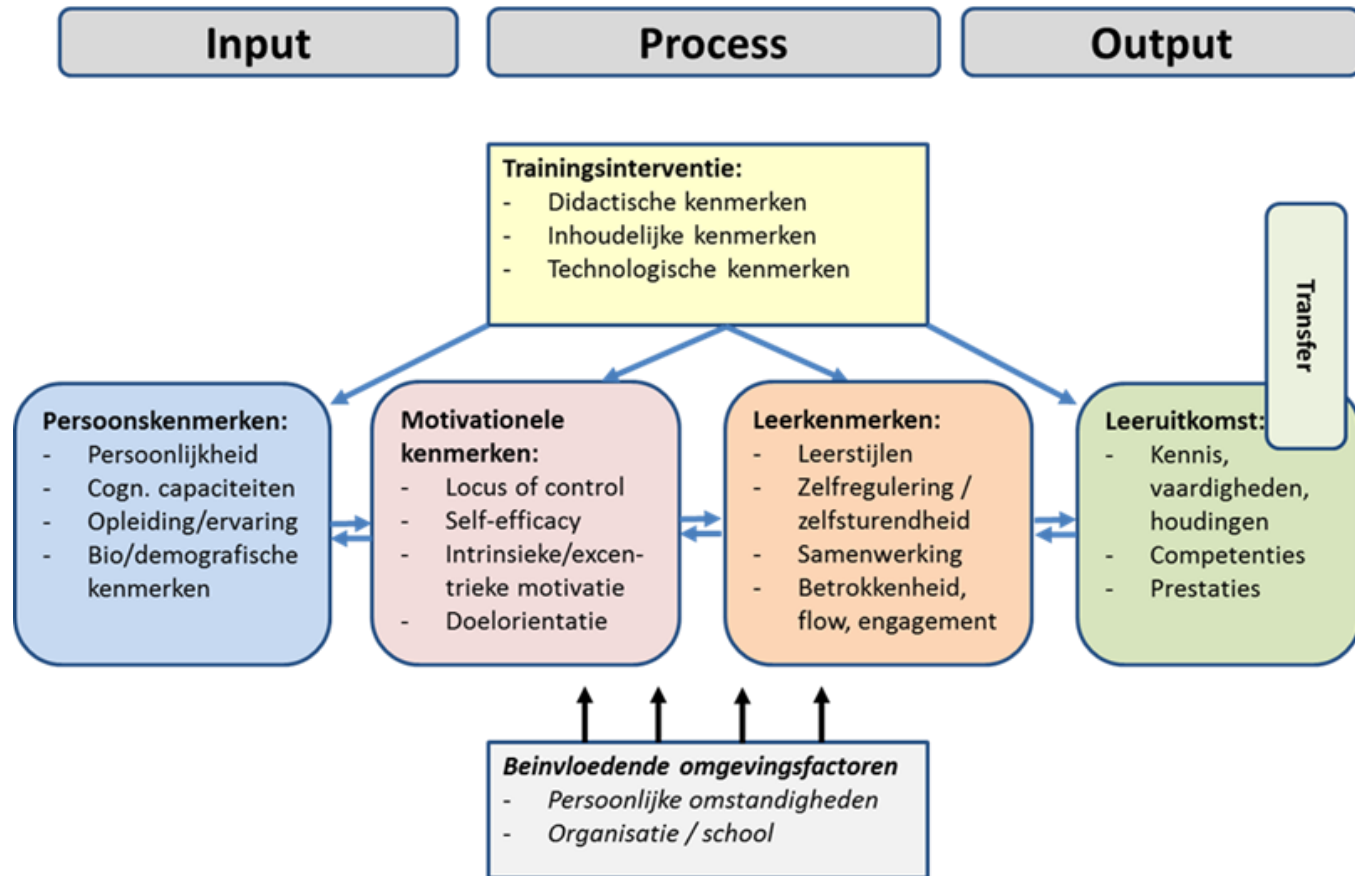 Input
Process
Output
Trainingsinterventie:
- Didactische kenmerken
- Inhoudelijke kenmerken
- Technologische kenmerken
Transfer
Persoonskenmerken:
- Persoonlijkheid
- Cogn. capaciteiten
- Opleiding/ervaring
- Bio/demografische
kenmerken
Motivationele
kenmerken:
- Locus of control
- Self-efficacy
- Intrinsieke/excen-
trieke motivatie
- Doelorientatie
Leerkenmerken:
- Leerstijlen
- Zelfregulering /
zelfsturendheid
- Samenwerking
- Betrokkenheid,
flow, engagement
Leeruitkomst:
- Kennis,
vaardigheden,
houdingen
- Competenties
- Prestaties
Beinvloedende omgevingsfactoren
- Persoonlijke omstandigheden
- Organisatie / school